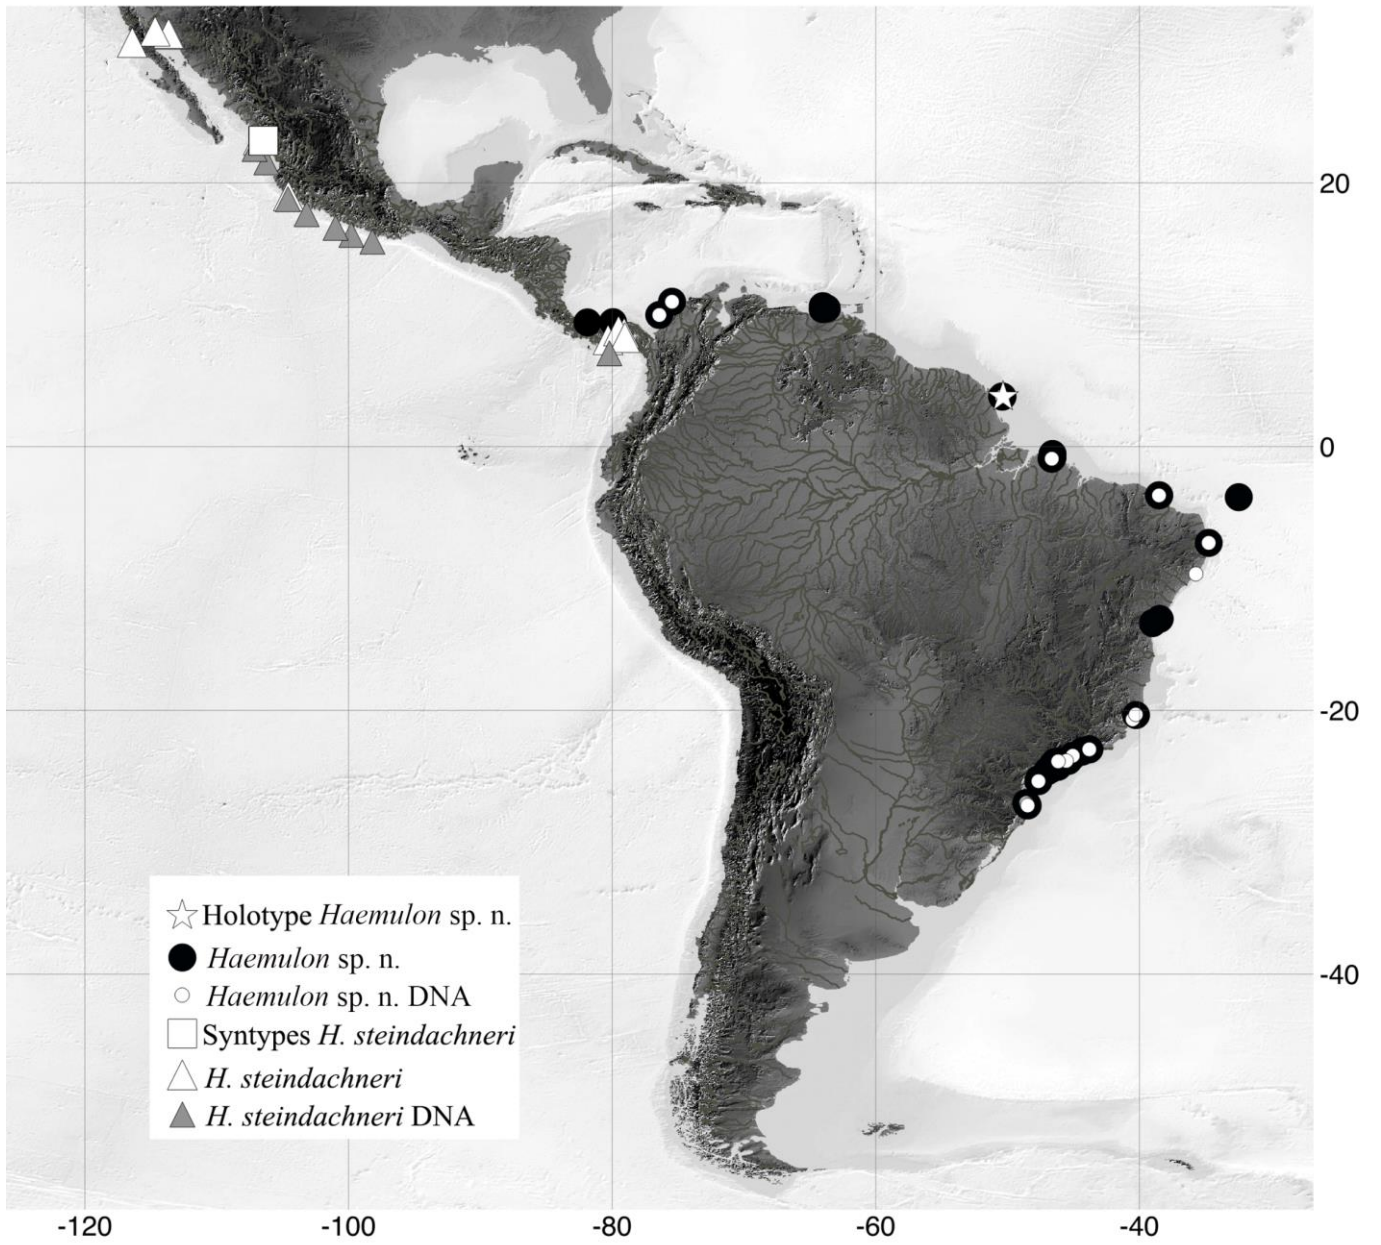 20
0
-20
-40
Holotype Haemulon sp. n.
Haemulon sp. n.
Haemulon sp. n. DNA
Syntypes H. steindachneri
H. steindachneri
H. steindachneri DNA
-120 -100 -80 -60 -40